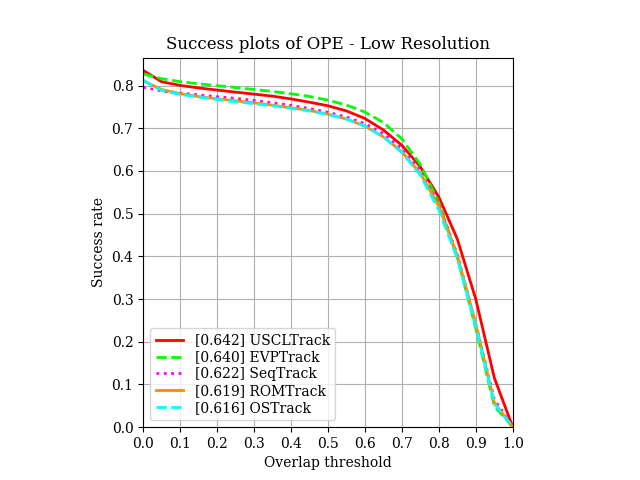 Success plots of OPE - Low Resolution
Success rate
0.8
0.7
0.6
0.5
0.4
0.3
0.2
0.1
0.0
[0.642] USCLTrack
[0.640] EVPTrack
[0.622] SeqTrack
[0.619] ROMTrack
[0.616] OSTrack
0.0 0.1 0.2 0.3 0.4 0.5 0.6 0.7 0.8 0.9 1.0
Overlap threshold